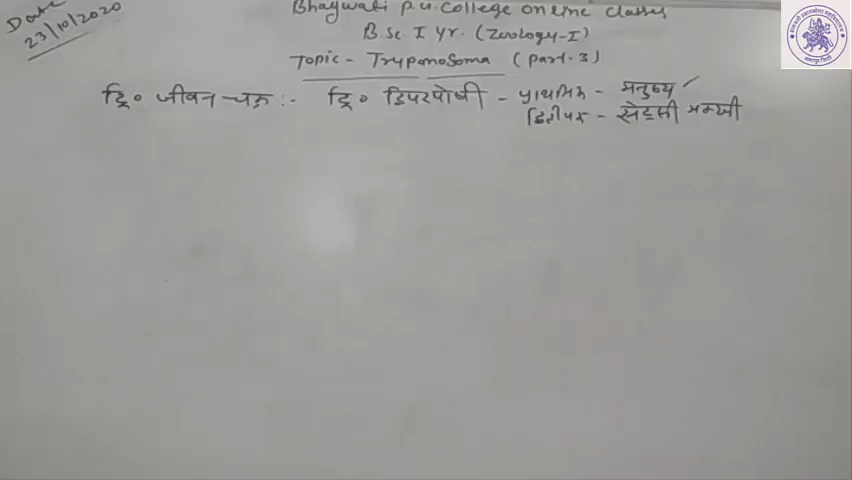 Date
23/10/2020
Bhagwati P.G. College online classes
B.Sc. I Yr. (Zoology-I)
Topic - Tryponosoma (Part-3)
ट्रि० जीवन-चक्र :- ट्रि० द्विपरपोषी - प्राथमिक - मनुष्य
द्वितीयक - सेट्सी मक्खी